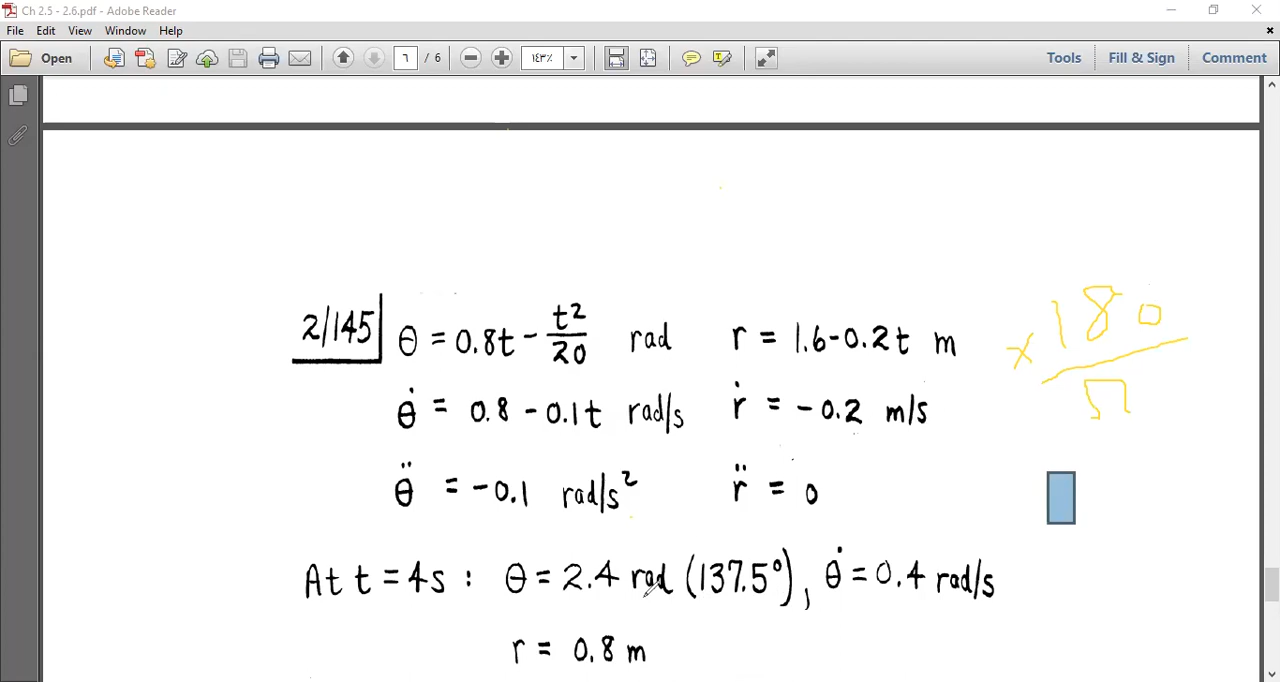 Ch 2.5 - 2.6.pdf - Adobe Reader
File Edit View Window Help
Open ٦ / 6 ١٤٣٪ Tools Fill & Sign Comment
2/145 θ = 0.8t - t²/20 rad r = 1.6-0.2t m
θ̇ = 0.8 - 0.1t rad/s ṙ = -0.2 m/s
θ̈ = -0.1 rad/s² r̈ = 0
At t = 4s : θ = 2.4 rad (137.5°), θ̇ = 0.4 rad/s
r = 0.8 m
x 180/π